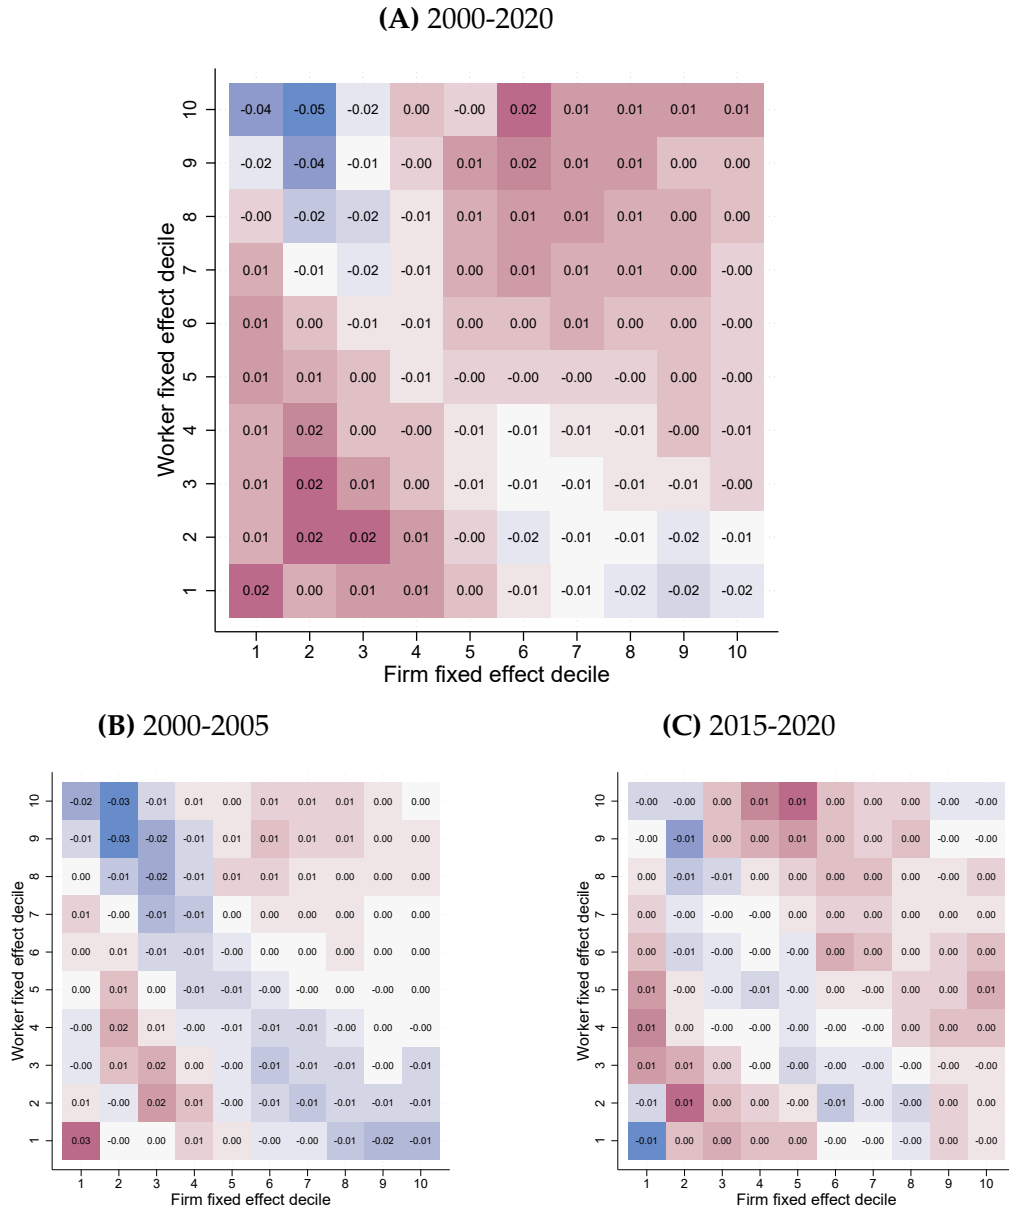 (A) 2000-2020
Worker fixed effect decile
10 -0.04 -0.05 -0.02 0.00 -0.00 0.02 0.01 0.01 0.01 0.01
9 -0.02 -0.04 -0.01 -0.00 0.01 0.02 0.01 0.01 0.00 0.00
8 -0.00 -0.02 -0.02 -0.01 0.01 0.01 0.01 0.01 0.00 0.00
7 0.01 -0.01 -0.02 -0.01 0.00 0.01 0.01 0.01 0.00 -0.00
6 0.01 0.00 -0.01 -0.01 0.00 0.00 0.01 0.00 0.00 -0.00
5 0.01 0.01 0.00 -0.01 -0.00 -0.00 -0.00 -0.00 0.00 -0.00
4 0.01 0.02 0.00 -0.00 -0.01 -0.01 -0.01 -0.01 -0.00 -0.01
3 0.01 0.02 0.01 0.00 -0.01 -0.01 -0.01 -0.01 -0.01 -0.00
2 0.01 0.02 0.02 0.01 -0.00 -0.02 -0.01 -0.01 -0.02 -0.01
1 0.02 0.00 0.01 0.01 0.00 -0.01 -0.01 -0.02 -0.02 -0.02
1 2 3 4 5 6 7 8 9 10
Firm fixed effect decile
(B) 2000-2005
Worker fixed effect decile
10 -0.02 -0.03 -0.01 0.01 0.00 0.01 0.01 0.01 0.00 0.00
9 -0.01 -0.03 -0.02 -0.01 0.01 0.01 0.00 0.01 0.00 0.00
8 0.00 -0.01 -0.02 -0.01 0.01 0.01 0.01 0.00 0.00 0.00
7 0.01 -0.00 -0.01 -0.01 0.00 0.00 0.00 0.00 0.00 0.00
6 0.00 0.01 -0.01 -0.01 -0.00 0.00 0.00 0.00 0.00 0.00
5 0.00 0.01 0.00 -0.01 -0.01 -0.00 -0.00 0.00 -0.00 0.00
4 -0.00 0.02 0.01 -0.00 -0.01 -0.01 -0.01 -0.00 0.00 -0.00
3 -0.00 0.01 0.02 0.00 -0.00 -0.01 -0.01 -0.01 -0.00 -0.01
2 0.01 -0.00 0.02 0.01 -0.00 -0.01 -0.01 -0.01 -0.01 -0.01
1 0.03 -0.00 0.00 0.01 0.00 -0.00 -0.00 -0.01 -0.02 -0.01
1 2 3 4 5 6 7 8 9 10
Firm fixed effect decile
(C) 2015-2020
Worker fixed effect decile
10 -0.00 -0.00 0.00 0.01 0.01 0.00 0.00 0.00 -0.00 -0.00
9 -0.00 -0.01 0.00 0.00 0.01 0.00 0.00 0.00 -0.00 -0.00
8 0.00 -0.01 -0.01 0.00 0.00 0.00 0.00 0.00 0.00 0.00
7 0.00 -0.00 -0.00 -0.00 0.00 0.00 0.00 0.00 0.00 0.00
6 0.00 -0.01 -0.00 -0.00 -0.00 0.00 0.00 0.00 0.00 0.00
5 0.01 -0.00 -0.00 -0.01 -0.00 0.00 -0.00 0.00 0.00 0.01
4 0.01 0.00 -0.00 -0.00 -0.00 -0.00 -0.00 0.00 0.00 0.00
3 0.01 0.01 0.00 -0.00 -0.00 -0.00 -0.00 -0.00 0.00 0.00
2 -0.01 0.01 0.00 0.00 0.00 -0.01 -0.00 -0.00 0.00 0.00
1 -0.01 0.00 0.00 0.00 0.00 -0.00 -0.00 -0.00 0.00 0.00
1 2 3 4 5 6 7 8 9 10
Firm fixed effect decile